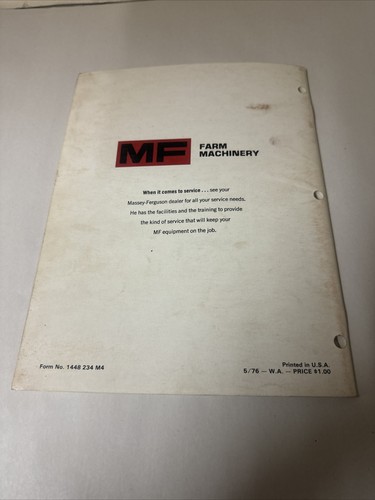 MF
FARM
MACHINERY
When it comes to service . . . see your
Massey-Ferguson dealer for all your service needs.
He has the facilities and the training to provide
the kind of service that will keep your
MF equipment on the job.
Form No. 1448 234 M4
Printed in U.S.A.
5/76 — W.A. — PRICE $1.00